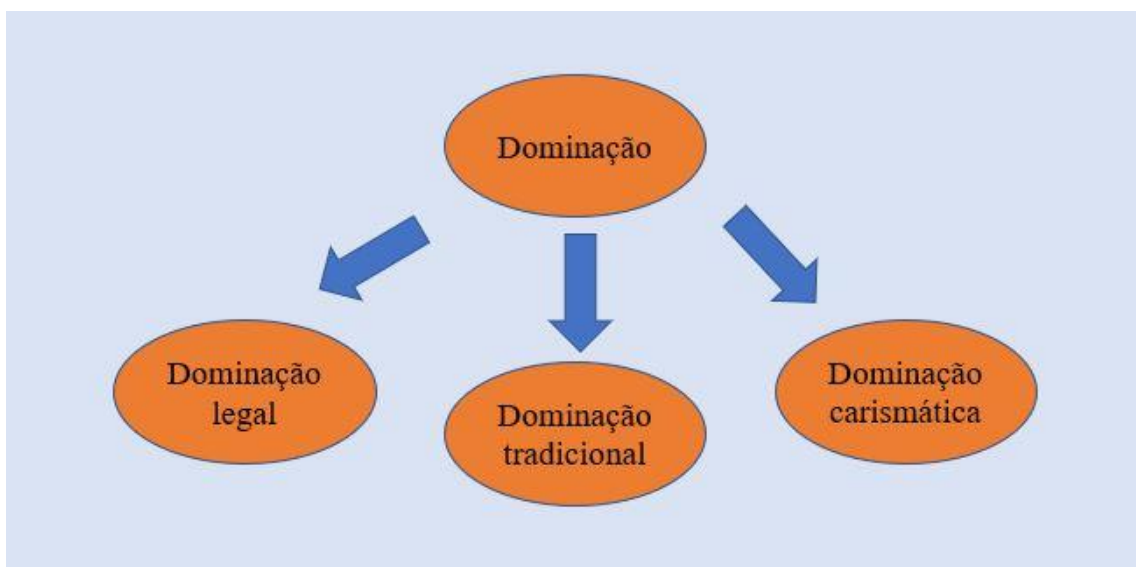 Dominação
Dominação
legal
Dominação
tradicional
Dominação
carismática